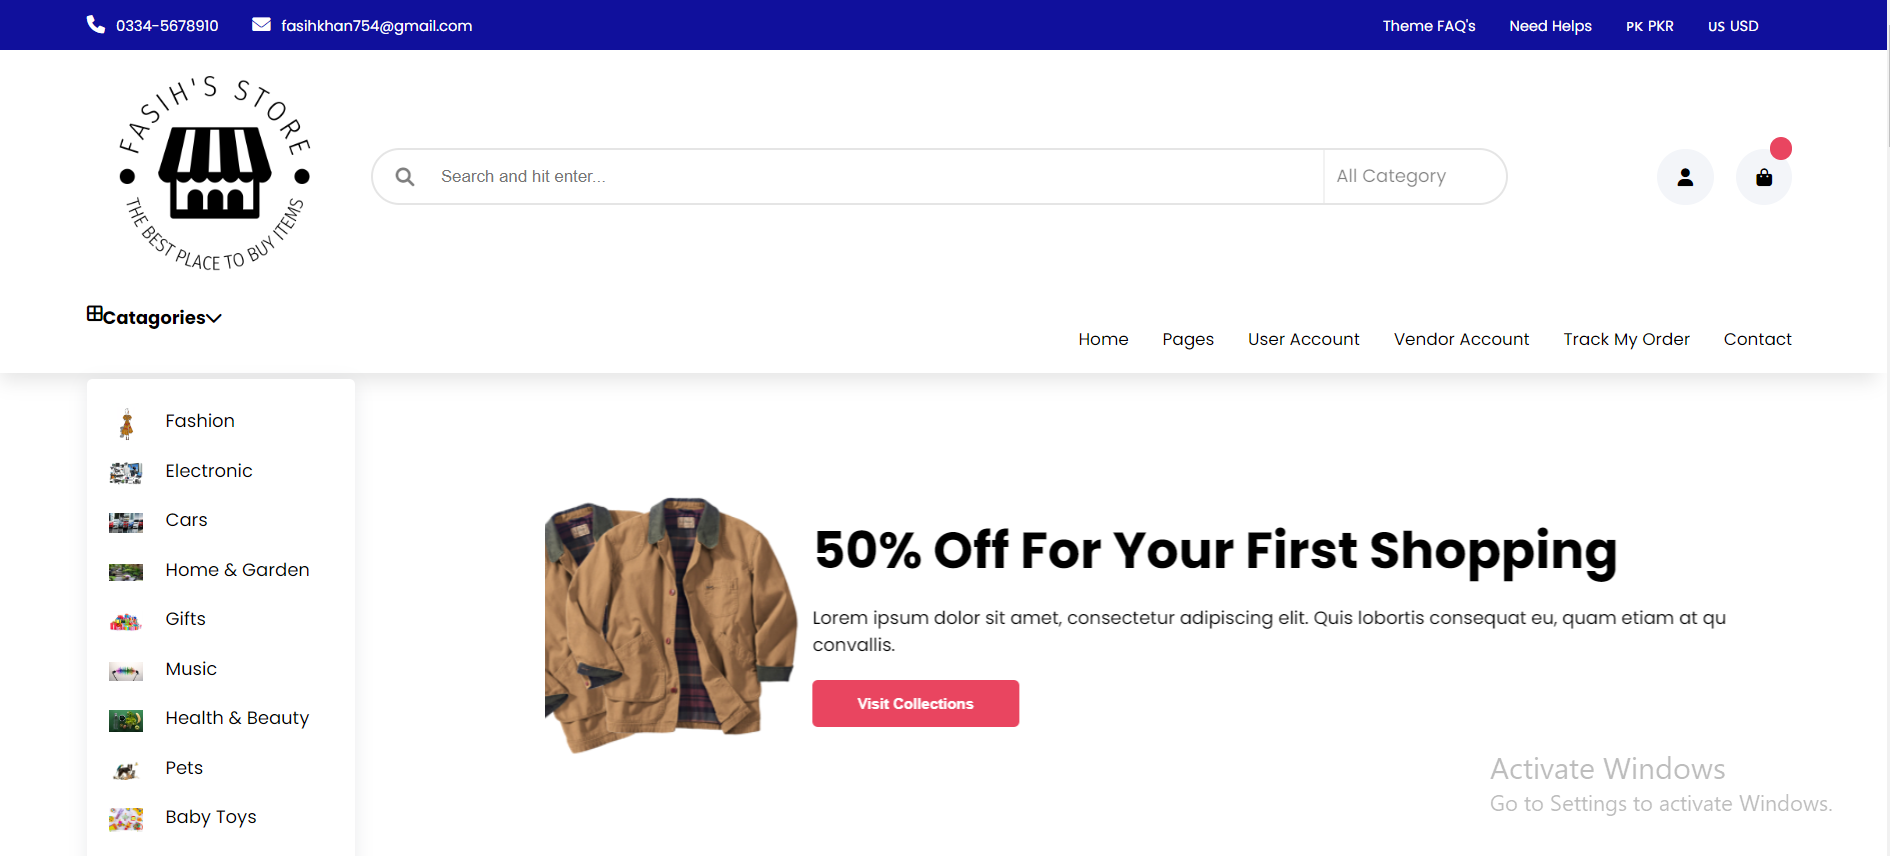 0334-5678910 fasihkhan754@gmail.com Theme FAQ's Need Helps PK PKR US USD
FASIH'S STORE
THE BEST PLACE TO BUY ITEMS
Search and hit enter... All Category
Catagories
Home Pages User Account Vendor Account Track My Order Contact
Fashion
Electronic
Cars
Home & Garden
Gifts
Music
Health & Beauty
Pets
Baby Toys
50% Off For Your First Shopping
Lorem ipsum dolor sit amet, consectetur adipiscing elit. Quis lobortis consequat eu, quam etiam at qu
convallis.
Visit Collections
Activate Windows
Go to Settings to activate Windows.